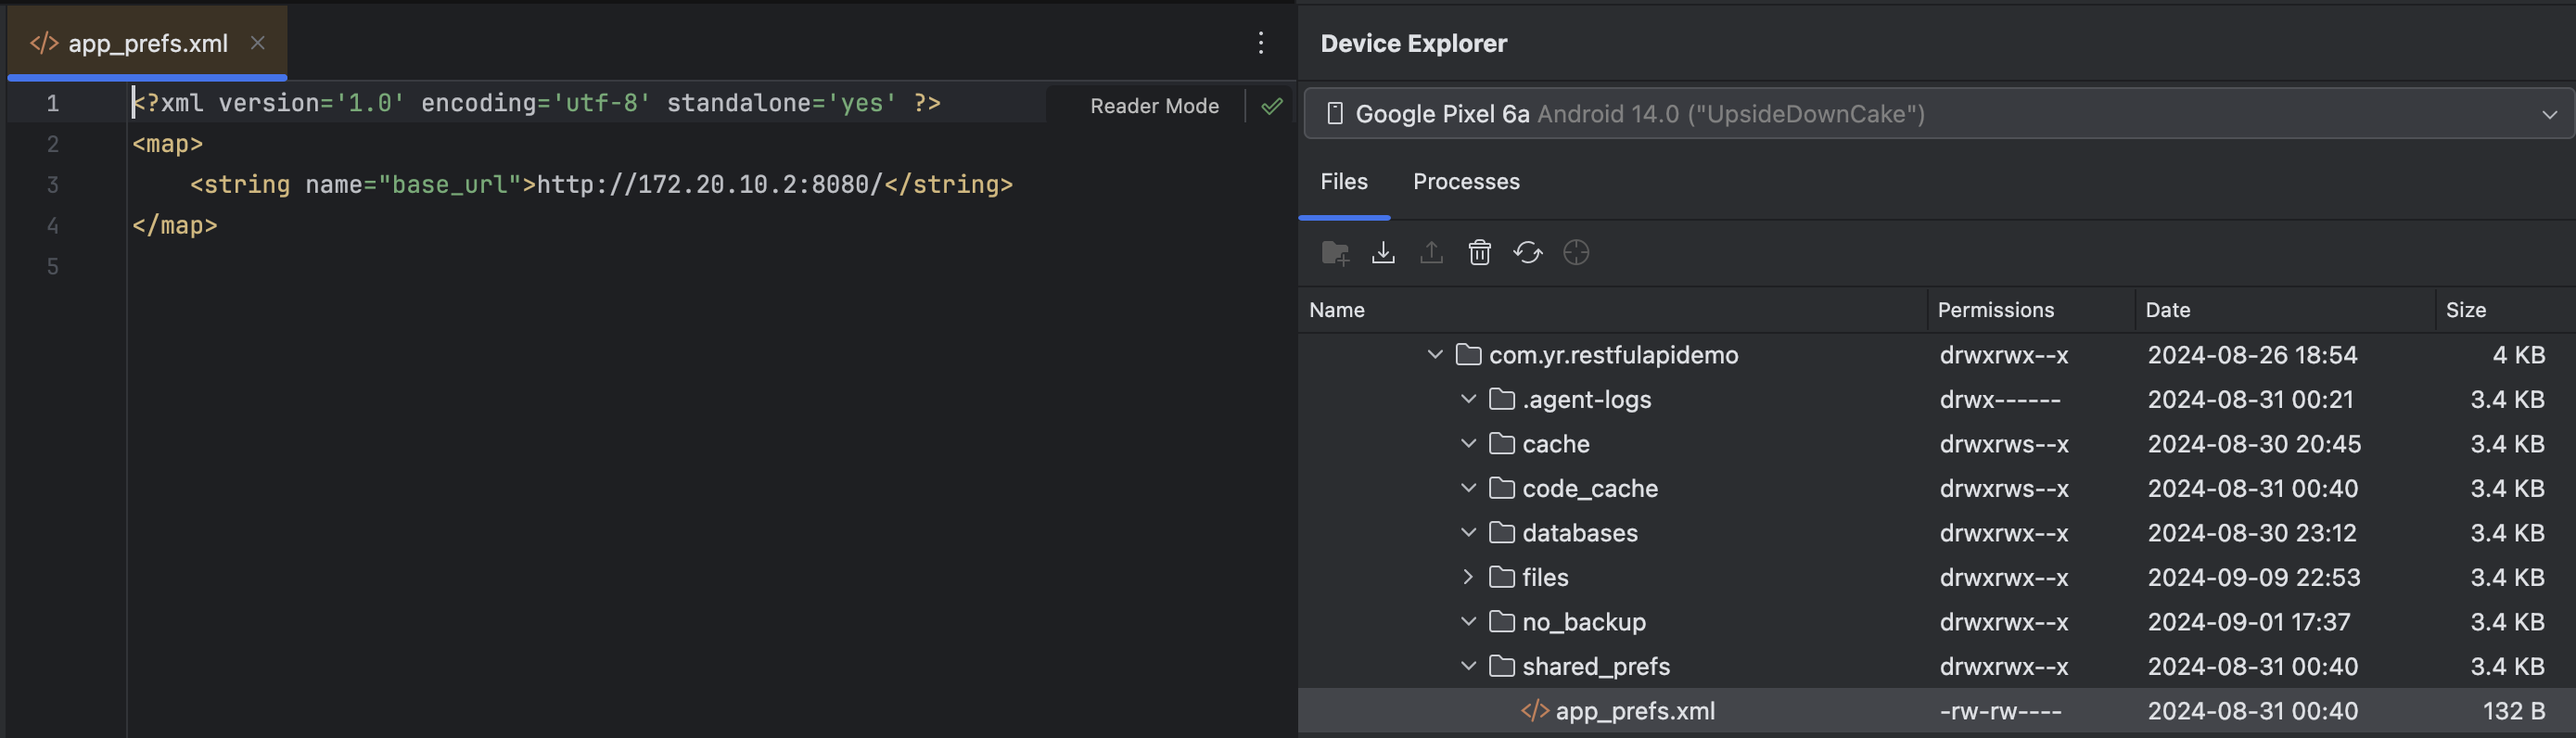 app_prefs.xml
Reader Mode
1 <?xml version='1.0' encoding='utf-8' standalone='yes' ?>
2 <map>
3     <string name="base_url">http://172.20.10.2:8080/</string>
4 </map>
5
Device Explorer
Google Pixel 6a Android 14.0 ("UpsideDownCake")
Files Processes
Name Permissions Date Size
com.yr.restfulapidemo drwxrwx--x 2024-08-26 18:54 4 KB
.agent-logs drwx------ 2024-08-31 00:21 3.4 KB
cache drwxrws--x 2024-08-30 20:45 3.4 KB
code_cache drwxrws--x 2024-08-31 00:40 3.4 KB
databases drwxrwx--x 2024-08-30 23:12 3.4 KB
files drwxrwx--x 2024-09-09 22:53 3.4 KB
no_backup drwxrwx--x 2024-09-01 17:37 3.4 KB
shared_prefs drwxrwx--x 2024-08-31 00:40 3.4 KB
app_prefs.xml -rw-rw---- 2024-08-31 00:40 132 B